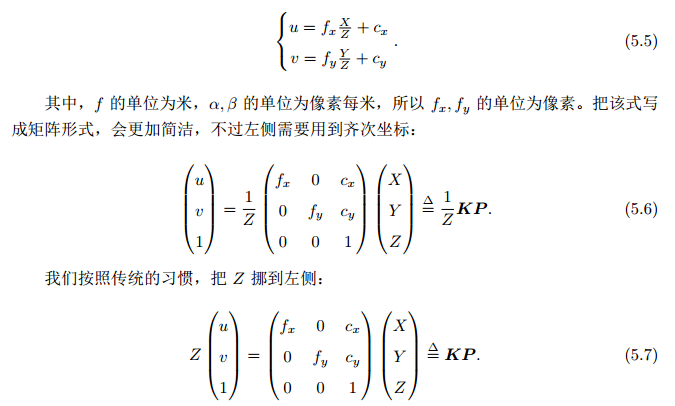 \begin{cases} u = f_x \frac{X}{Z} + c_x \\ v = f_y \frac{Y}{Z} + c_y \end{cases}. (5.5)
其中，f 的单位为米，α, β 的单位为像素每米，所以 f_x, f_y 的单位为像素。把该式写
成矩阵形式，会更加简洁，不过左侧需要用到齐次坐标：
\begin{pmatrix} u \\ v \\ 1 \end{pmatrix} = \frac{1}{Z} \begin{pmatrix} f_x & 0 & c_x \\ 0 & f_y & c_y \\ 0 & 0 & 1 \end{pmatrix} \begin{pmatrix} X \\ Y \\ Z \end{pmatrix} \overset{\Delta}{=} \frac{1}{Z} \boldsymbol{KP}. (5.6)
我们按照传统的习惯，把 Z 挪到左侧：
Z \begin{pmatrix} u \\ v \\ 1 \end{pmatrix} = \begin{pmatrix} f_x & 0 & c_x \\ 0 & f_y & c_y \\ 0 & 0 & 1 \end{pmatrix} \begin{pmatrix} X \\ Y \\ Z \end{pmatrix} \overset{\Delta}{=} \boldsymbol{KP}. (5.7)